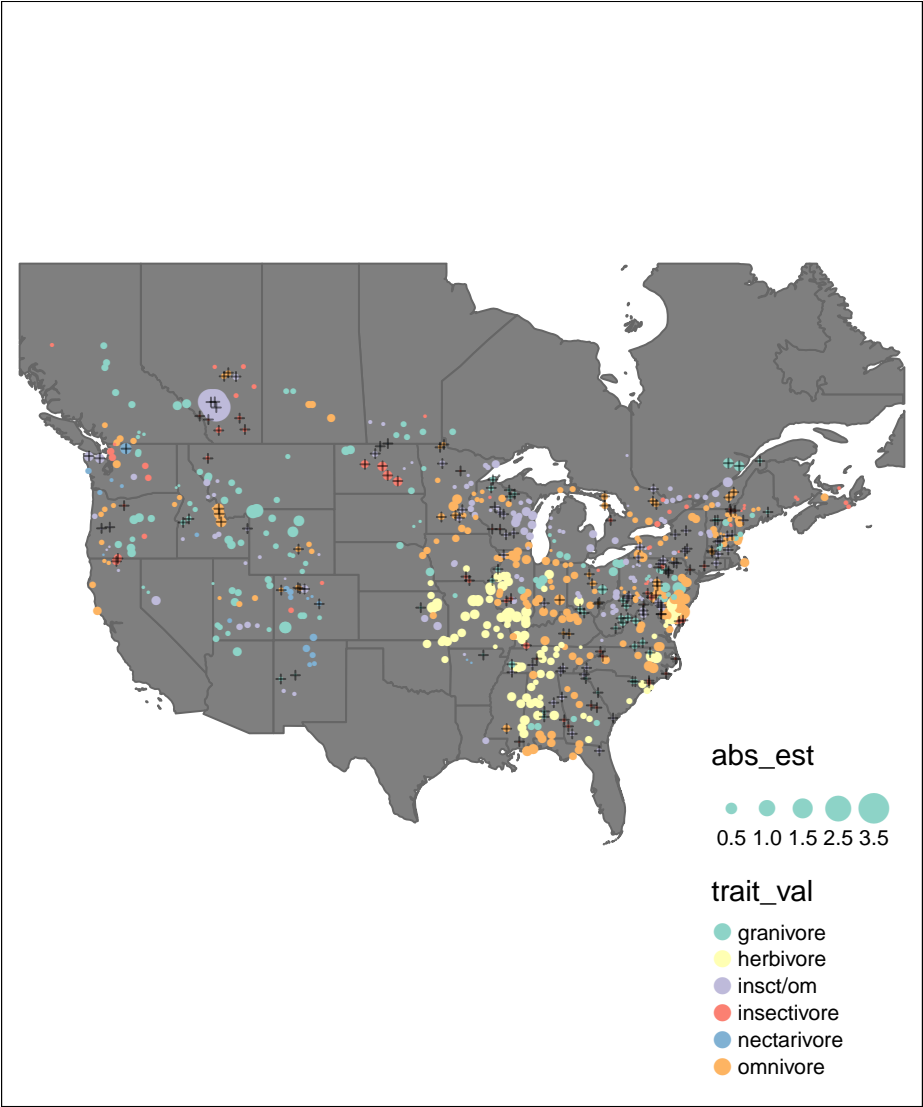 abs_est
0.5 1.0 1.5 2.5 3.5
trait_val
granivore
herbivore
insct/om
insectivore
nectarivore
omnivore